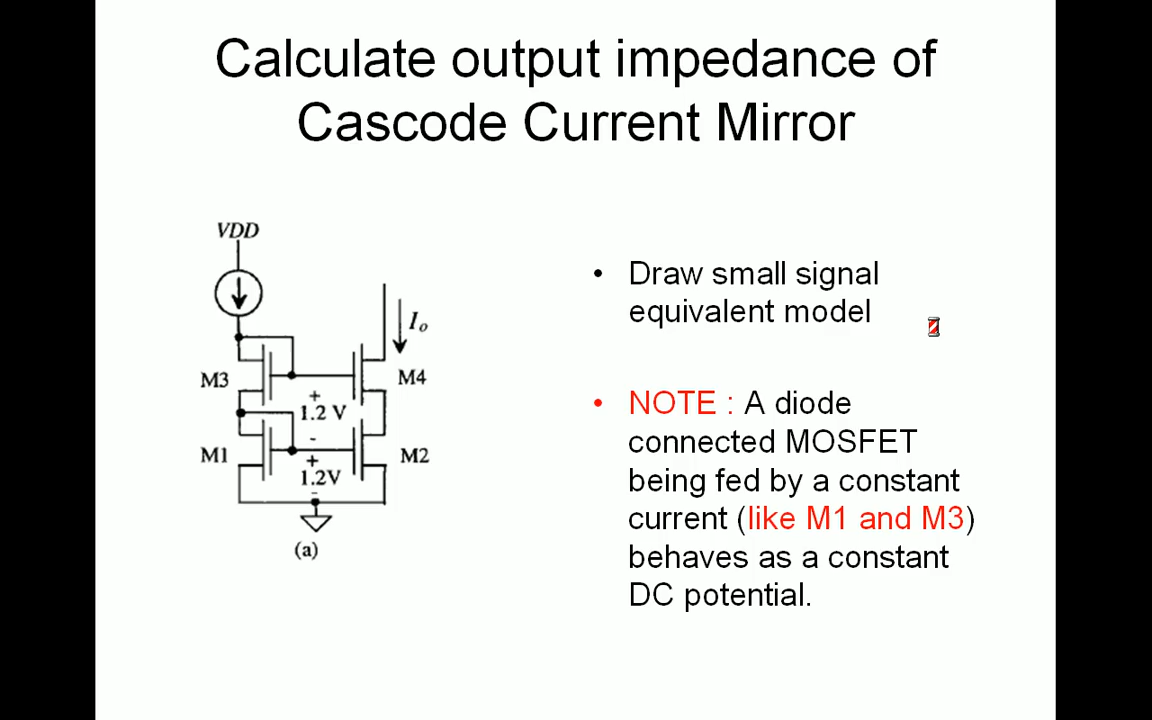 Calculate output impedance of
Cascode Current Mirror
VDD
I_o
M3
M4
+
1.2 V
-
M1
M2
+
1.2V
-
(a)
• Draw small signal
equivalent model
• NOTE : A diode
connected MOSFET
being fed by a constant
current (like M1 and M3)
behaves as a constant
DC potential.